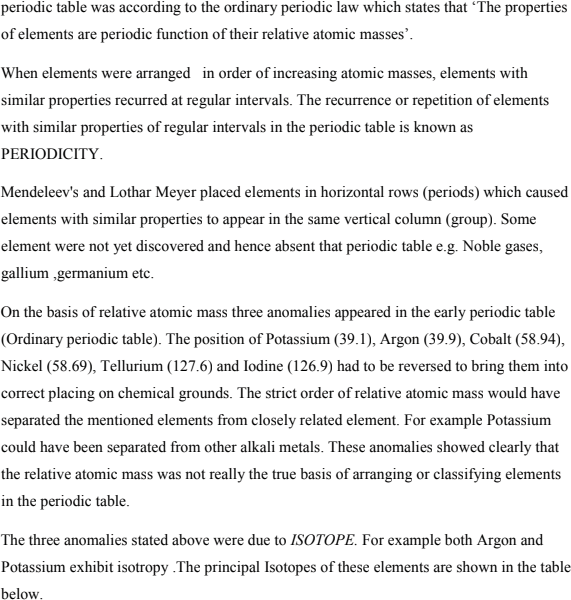 periodic table was according to the ordinary periodic law which states that ‘The properties
of elements are periodic function of their relative atomic masses’.
When elements were arranged   in order of increasing atomic masses, elements with
similar properties recurred at regular intervals. The recurrence or repetition of elements
with similar properties of regular intervals in the periodic table is known as
PERIODICITY.
Mendeleev's and Lothar Meyer placed elements in horizontal rows (periods) which caused
elements with similar properties to appear in the same vertical column (group). Some
element were not yet discovered and hence absent that periodic table e.g. Noble gases,
gallium ,germanium etc.
On the basis of relative atomic mass three anomalies appeared in the early periodic table
(Ordinary periodic table). The position of Potassium (39.1), Argon (39.9), Cobalt (58.94),
Nickel (58.69), Tellurium (127.6) and Iodine (126.9) had to be reversed to bring them into
correct placing on chemical grounds. The strict order of relative atomic mass would have
separated the mentioned elements from closely related element. For example Potassium
could have been separated from other alkali metals. These anomalies showed clearly that
the relative atomic mass was not really the true basis of arranging or classifying elements
in the periodic table.
The three anomalies stated above were due to ISOTOPE. For example both Argon and
Potassium exhibit isotropy .The principal Isotopes of these elements are shown in the table
below.